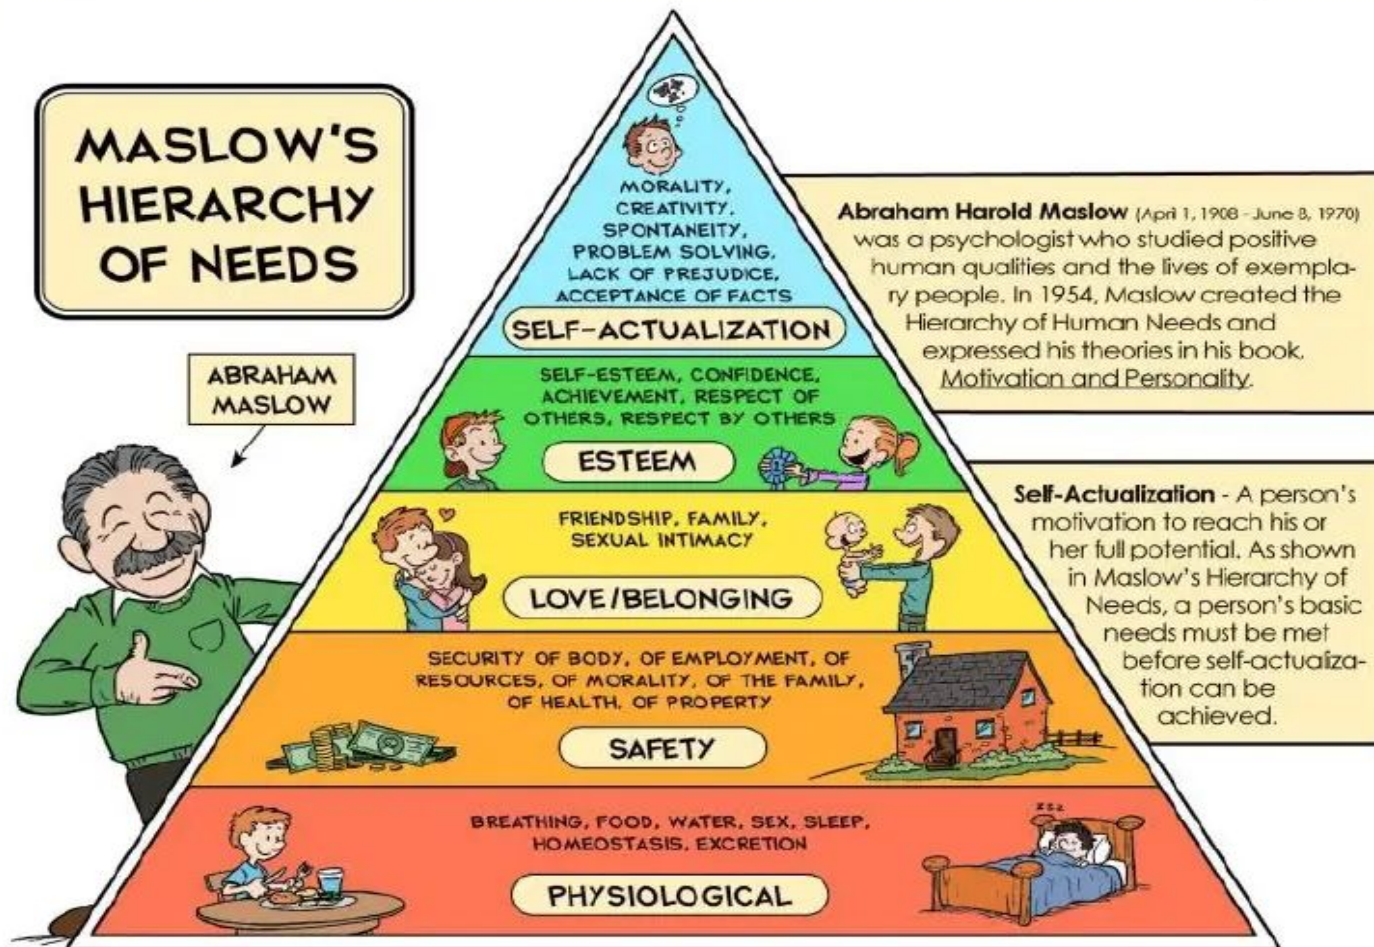 MASLOW'S
HIERARCHY
OF NEEDS
ABRAHAM
MASLOW
MORALITY,
CREATIVITY,
SPONTANEITY,
PROBLEM SOLVING,
LACK OF PREJUDICE,
ACCEPTANCE OF FACTS
SELF-ACTUALIZATION
SELF-ESTEEM, CONFIDENCE,
ACHIEVEMENT, RESPECT OF
OTHERS, RESPECT BY OTHERS
ESTEEM
1
FRIENDSHIP, FAMILY,
SEXUAL INTIMACY
LOVE/BELONGING
SECURITY OF BODY, OF EMPLOYMENT, OF
RESOURCES, OF MORALITY, OF THE FAMILY,
OF HEALTH, OF PROPERTY
SAFETY
BREATHING, FOOD, WATER, SEX, SLEEP,
HOMEOSTASIS, EXCRETION
zzz
PHYSIOLOGICAL
Abraham Harold Maslow (April 1, 1908 - June 8, 1970)
was a psychologist who studied positive
human qualities and the lives of exempla-
ry people. In 1954, Maslow created the
Hierarchy of Human Needs and
expressed his theories in his book,
Motivation and Personality.
Self-Actualization - A person's
motivation to reach his or
her full potential. As shown
in Maslow's Hierarchy of
Needs, a person's basic
needs must be met
before self-actualiza-
tion can be
achieved.